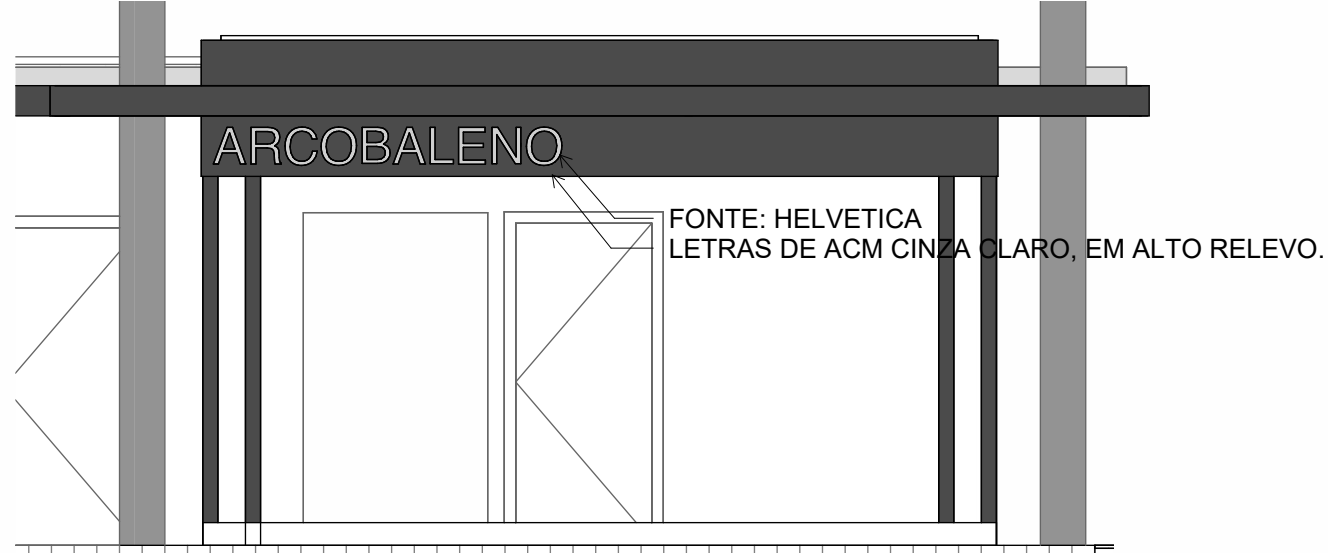 ARCOBALENO
FONTE: HELVETICA
LETRAS DE ACM CINZA CLARO, EM ALTO RELEVO.